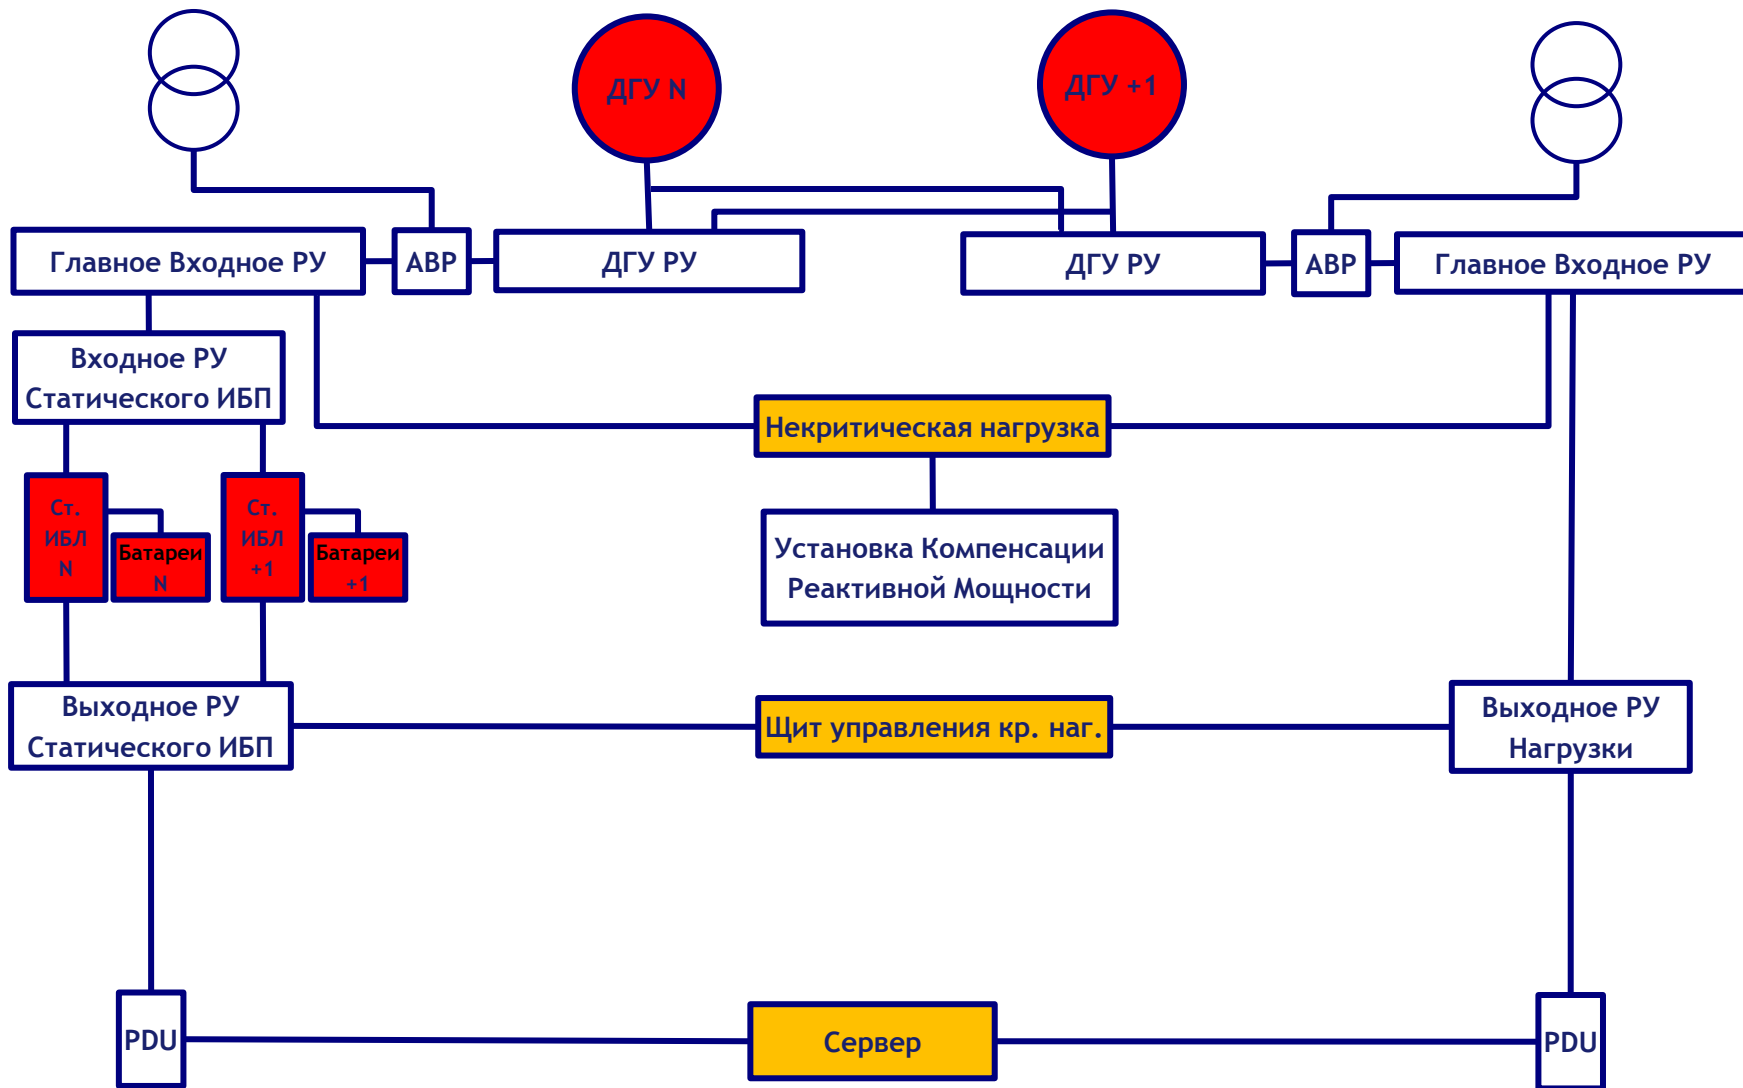 ДГУ N
ДГУ +1
Главное Входное РУ
АВР
ДГУ РУ
ДГУ РУ
АВР
Главное Входное РУ
Входное РУ
Статического ИБП
Некритическая нагрузка
Ст.
ИБЛ
N
Батареи
N
Ст.
ИБЛ
+1
Батареи
+1
Установка Компенсации
Реактивной Мощности
Выходное РУ
Статического ИБП
Щит управления кр. наг.
Выходное РУ
Нагрузки
PDU
Сервер
PDU